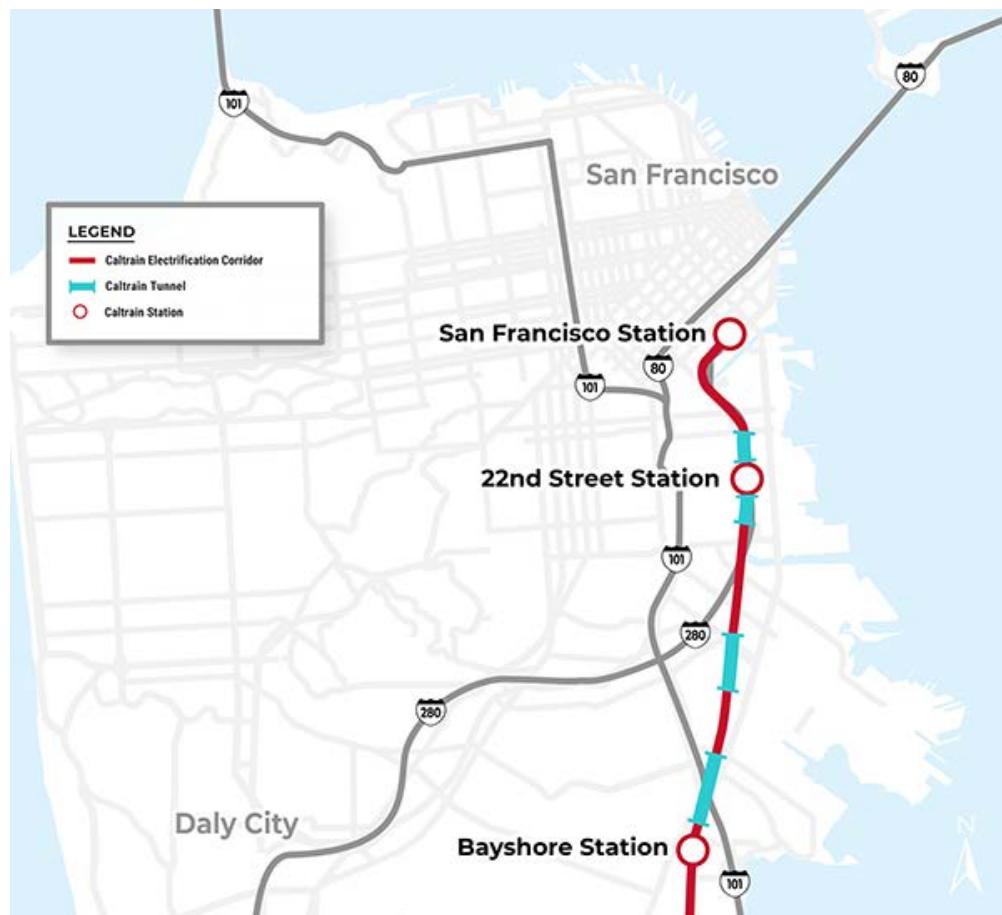 101
80
San Francisco
LEGEND
Caltrain Electrification Corridor
Caltrain Tunnel
Caltrain Station
San Francisco Station
80
101
22nd Street Station
101
280
280
Daly City
Bayshore Station
101
N